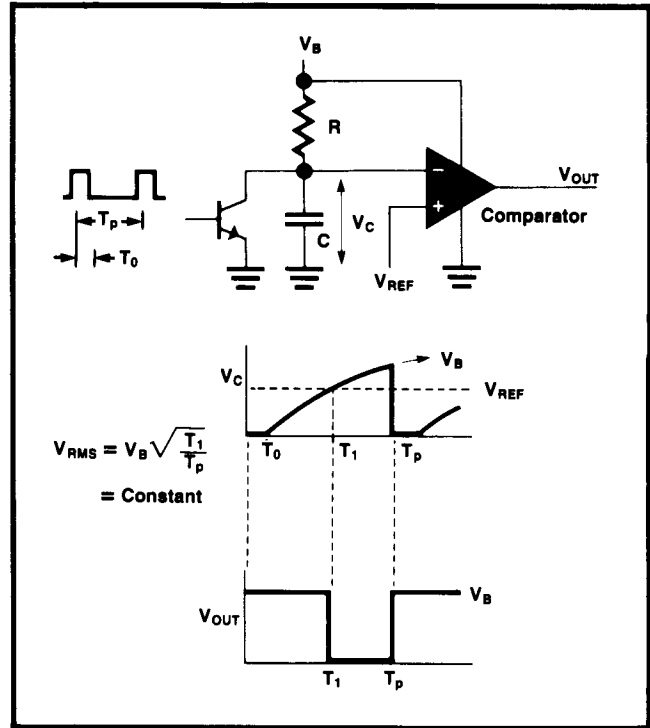 V_B
R
T_p
T_0
C
V_C
−
+
V_REF
V_OUT
Comparator
V_C
V_B
V_REF
T_0
T_1
T_p
V_RMS = V_B √(T_1/T_p)
= Constant
V_OUT
V_B
T_1
T_p